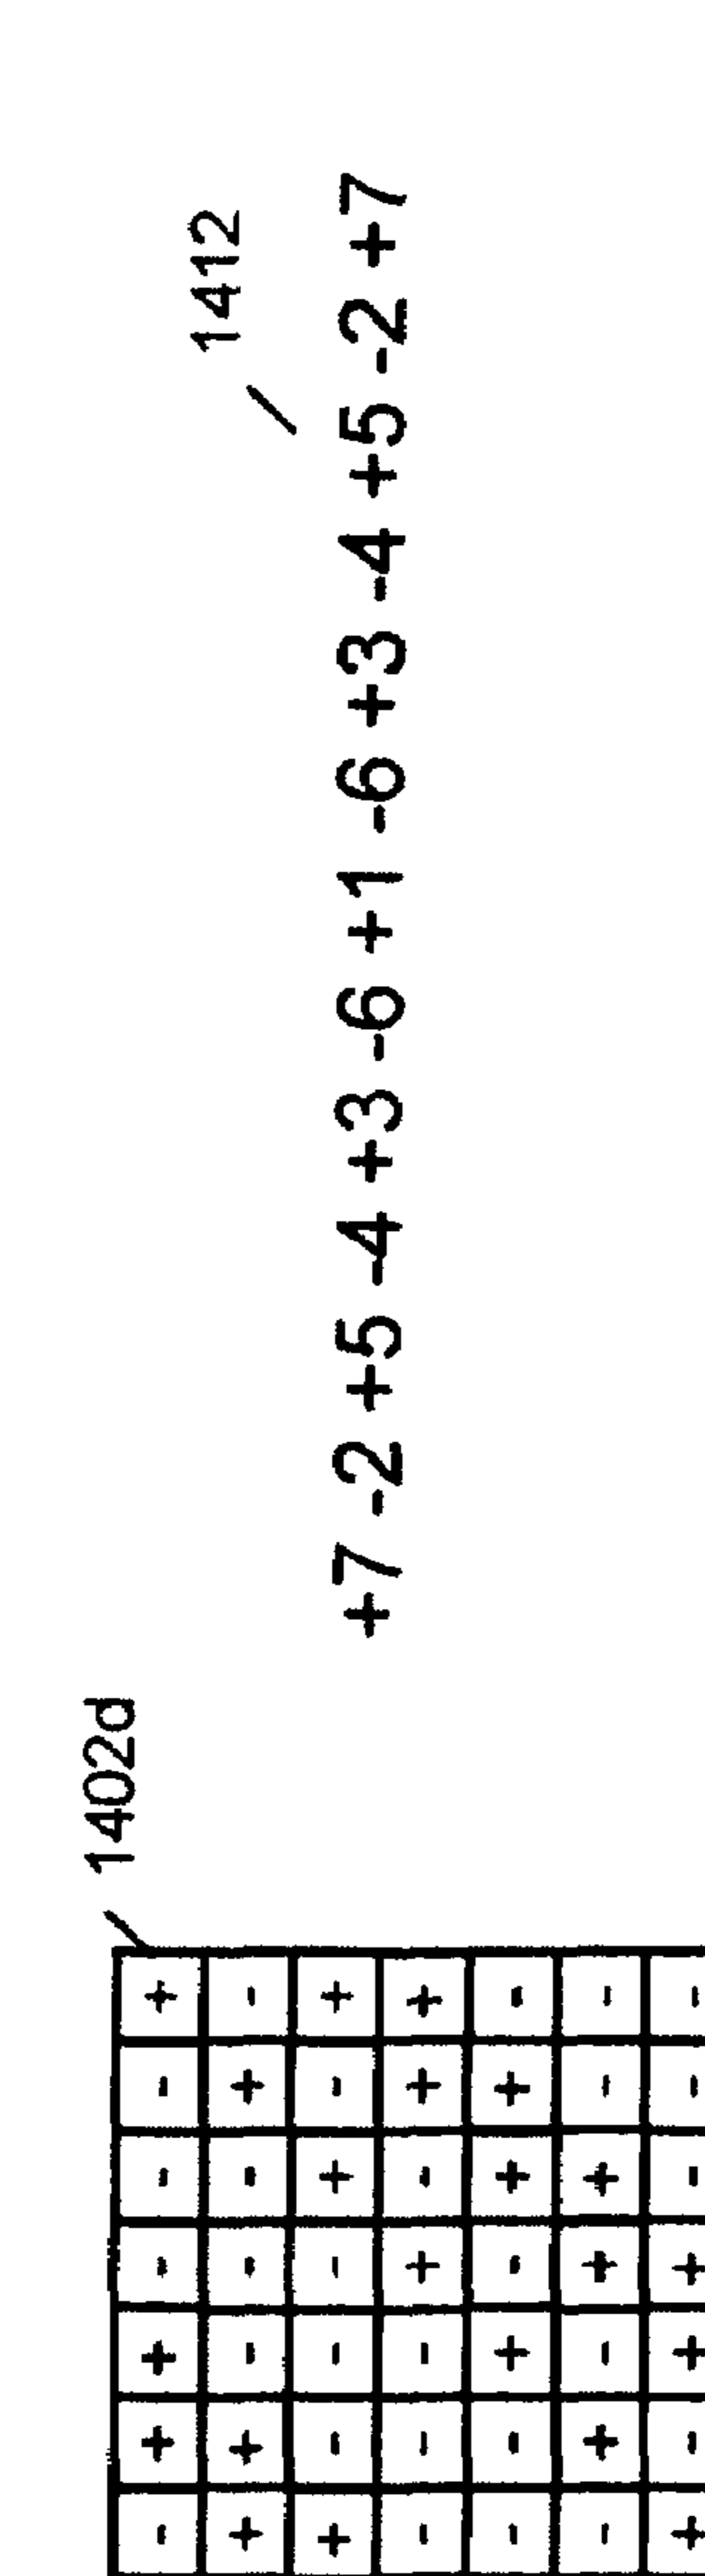 1402d
- + + - - - +
+ + - - - + -
+ - - - + - +
- - - + - + +
- - + - + + -
- + - + + - -
+ - + + - - -
1412
+7 -2 +5 -4 +3 -6 +1 -6 +3 -4 +5 -2 +7